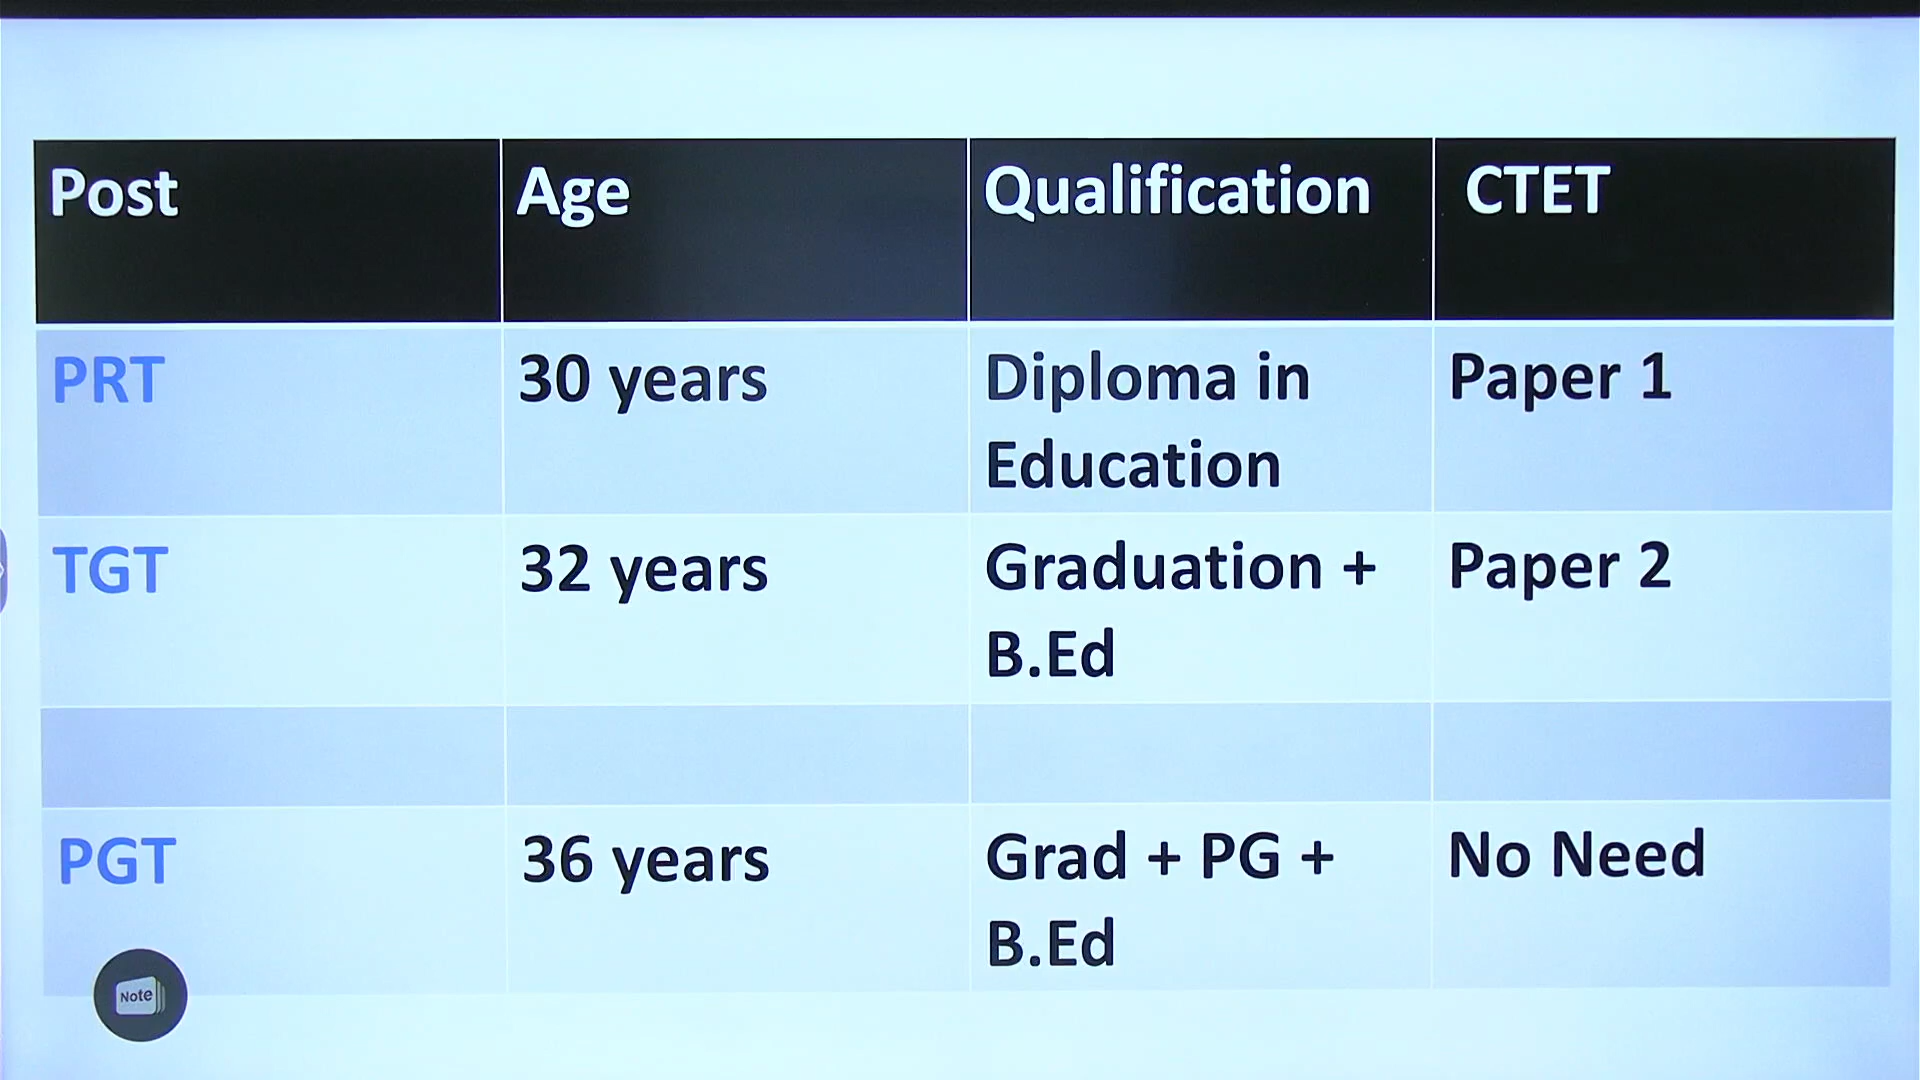 Post Age Qualification CTET
PRT 30 years Diploma in Paper 1
Education
TGT 32 years Graduation + Paper 2
B.Ed
PGT 36 years Grad + PG + No Need
B.Ed
Note